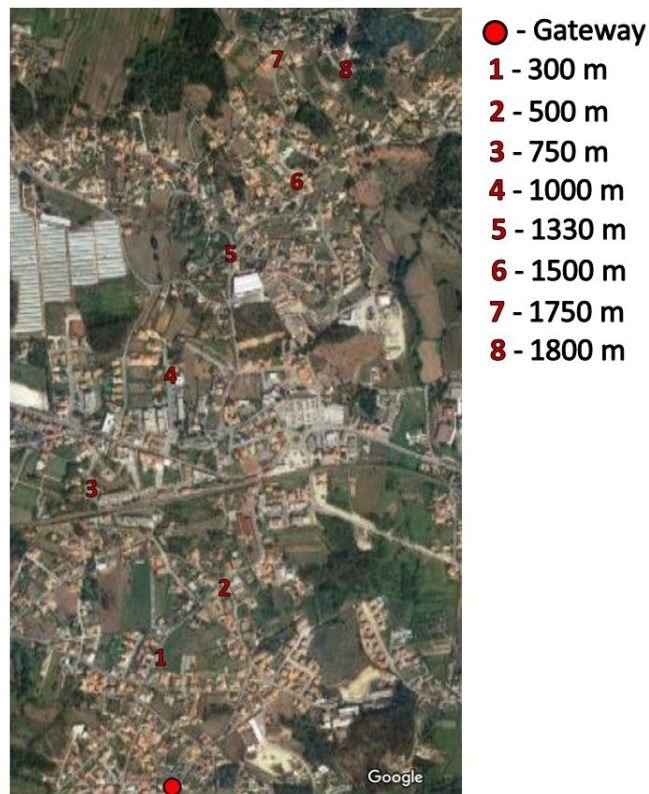 - Gateway
1 - 300 m
2 - 500 m
3 - 750 m
4 - 1000 m
5 - 1330 m
6 - 1500 m
7 - 1750 m
8 - 1800 m
7
8
6
5
4
3
2
1
Google